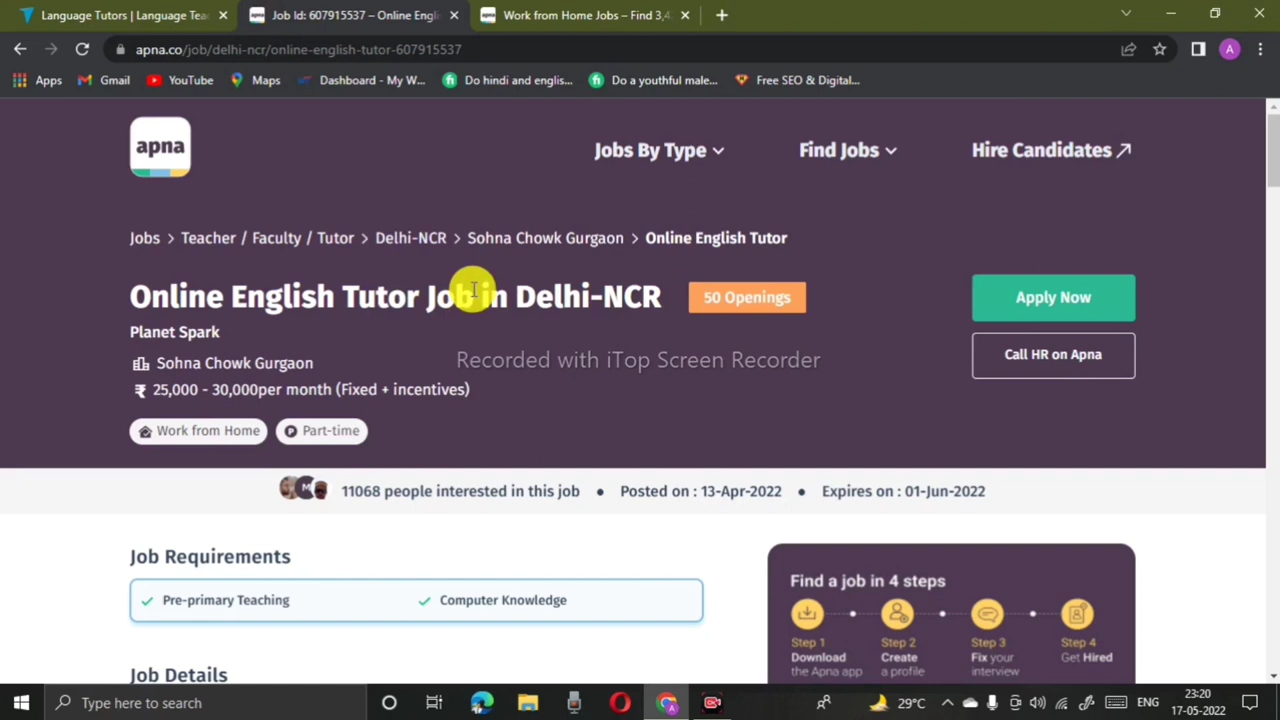 Language Tutors | Language Tea
Job Id: 607915537 – Online Engli
Work from Home Jobs – Find 3,4
apna.co/job/delhi-ncr/online-english-tutor-607915537
A
Apps
Gmail
YouTube
Maps
Dashboard - My W...
Do hindi and englis...
Do a youthful male...
Free SEO & Digital...
apna
Jobs By Type
Find Jobs
Hire Candidates
Jobs > Teacher / Faculty / Tutor > Delhi-NCR > Sohna Chowk Gurgaon > Online English Tutor
Online English Tutor Job in Delhi-NCR
50 Openings
Apply Now
Planet Spark
Call HR on Apna
Sohna Chowk Gurgaon
Recorded with iTop Screen Recorder
₹ 25,000 - 30,000per month (Fixed + incentives)
Work from Home
Part-time
M
11068 people interested in this job • Posted on : 13-Apr-2022 • Expires on : 01-Jun-2022
Job Requirements
Pre-primary Teaching
Computer Knowledge
Find a job in 4 steps
Step 1
Download
the Apna app
Step 2
Create
a profile
Step 3
Fix your
interview
Step 4
Get Hired
Job Details
Type here to search
29°C
ENG
23:20
17-05-2022